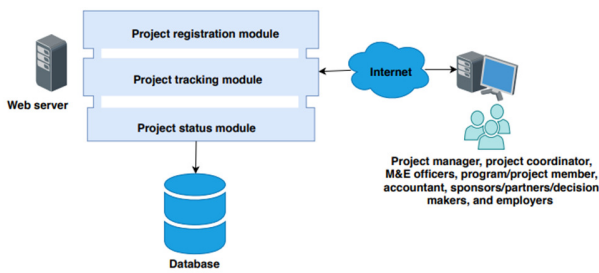 Project registration module
Project tracking module
Project status module
Web server
Internet
Project manager, project coordinator,
M&E officers, program/project member,
accountant, sponsors/partners/decision
makers, and employers
Database